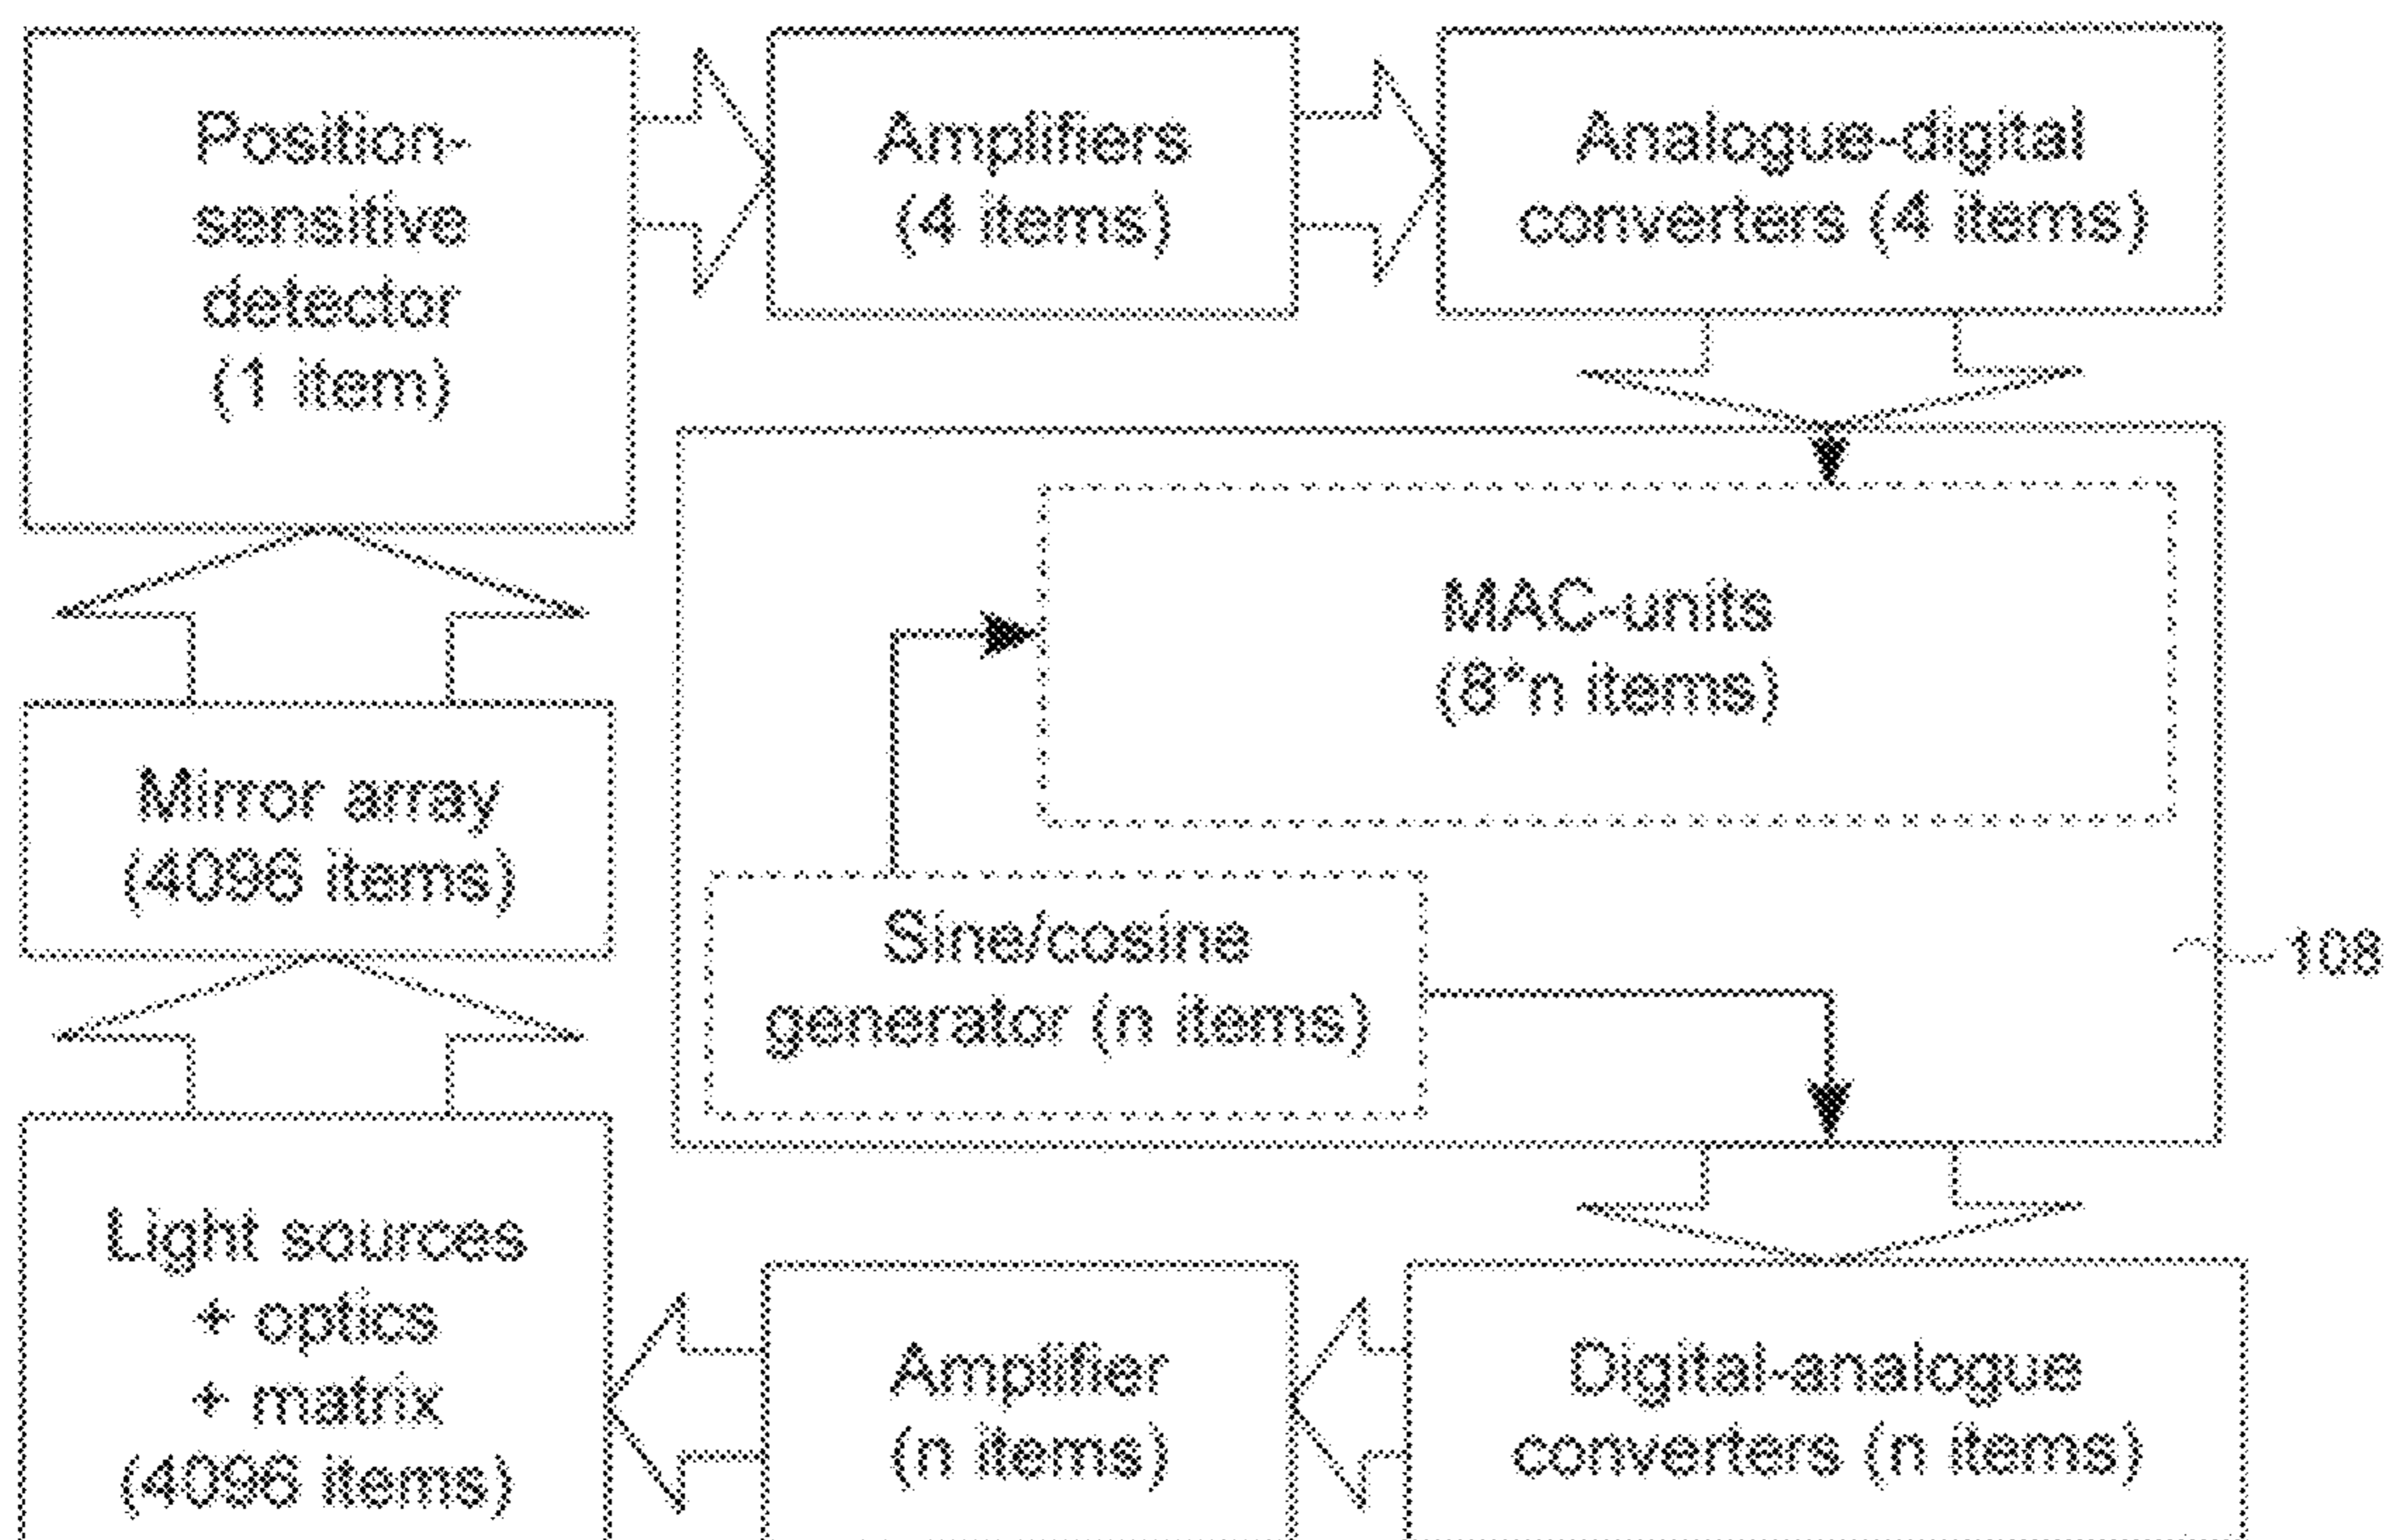 Position-
sensitive
detector
(1 item)
Amplifiers
(4 items)
Analogue-digital
converters (4 items)
MAC-units
(8*n items)
Mirror array
(4096 items)
Sine/cosine
generator (n items)
108
Light sources
+ optics
+ matrix
(4096 items)
Amplifier
(n items)
Digital-analogue
converters (n items)